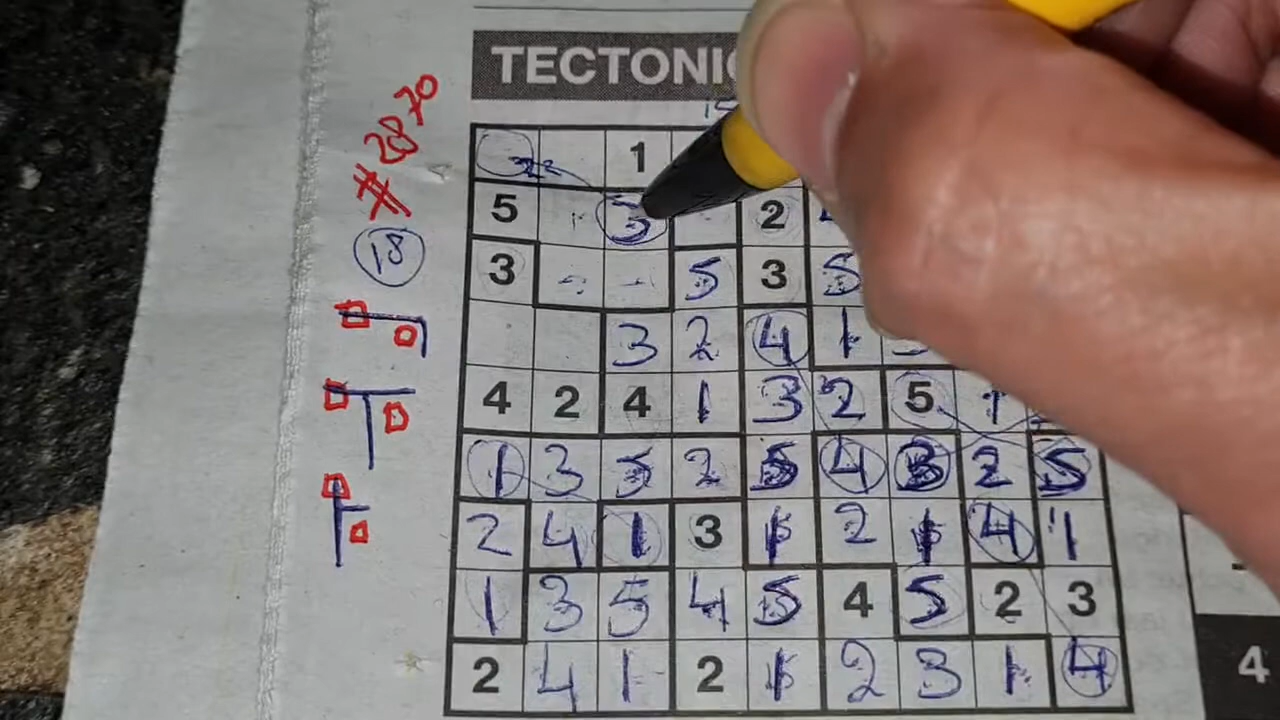 TECTONI
# 2870
18
1
5 3 2
3 5 3 5
3 2 4 1
4 2 4 1 3 2 5 1
1 3 5 2 5 4 3 2 5
2 4 1 3 1 2 1 4 1
1 3 5 4 5 4 5 2 3
2 4 1 2 1 2 3 1 4
4